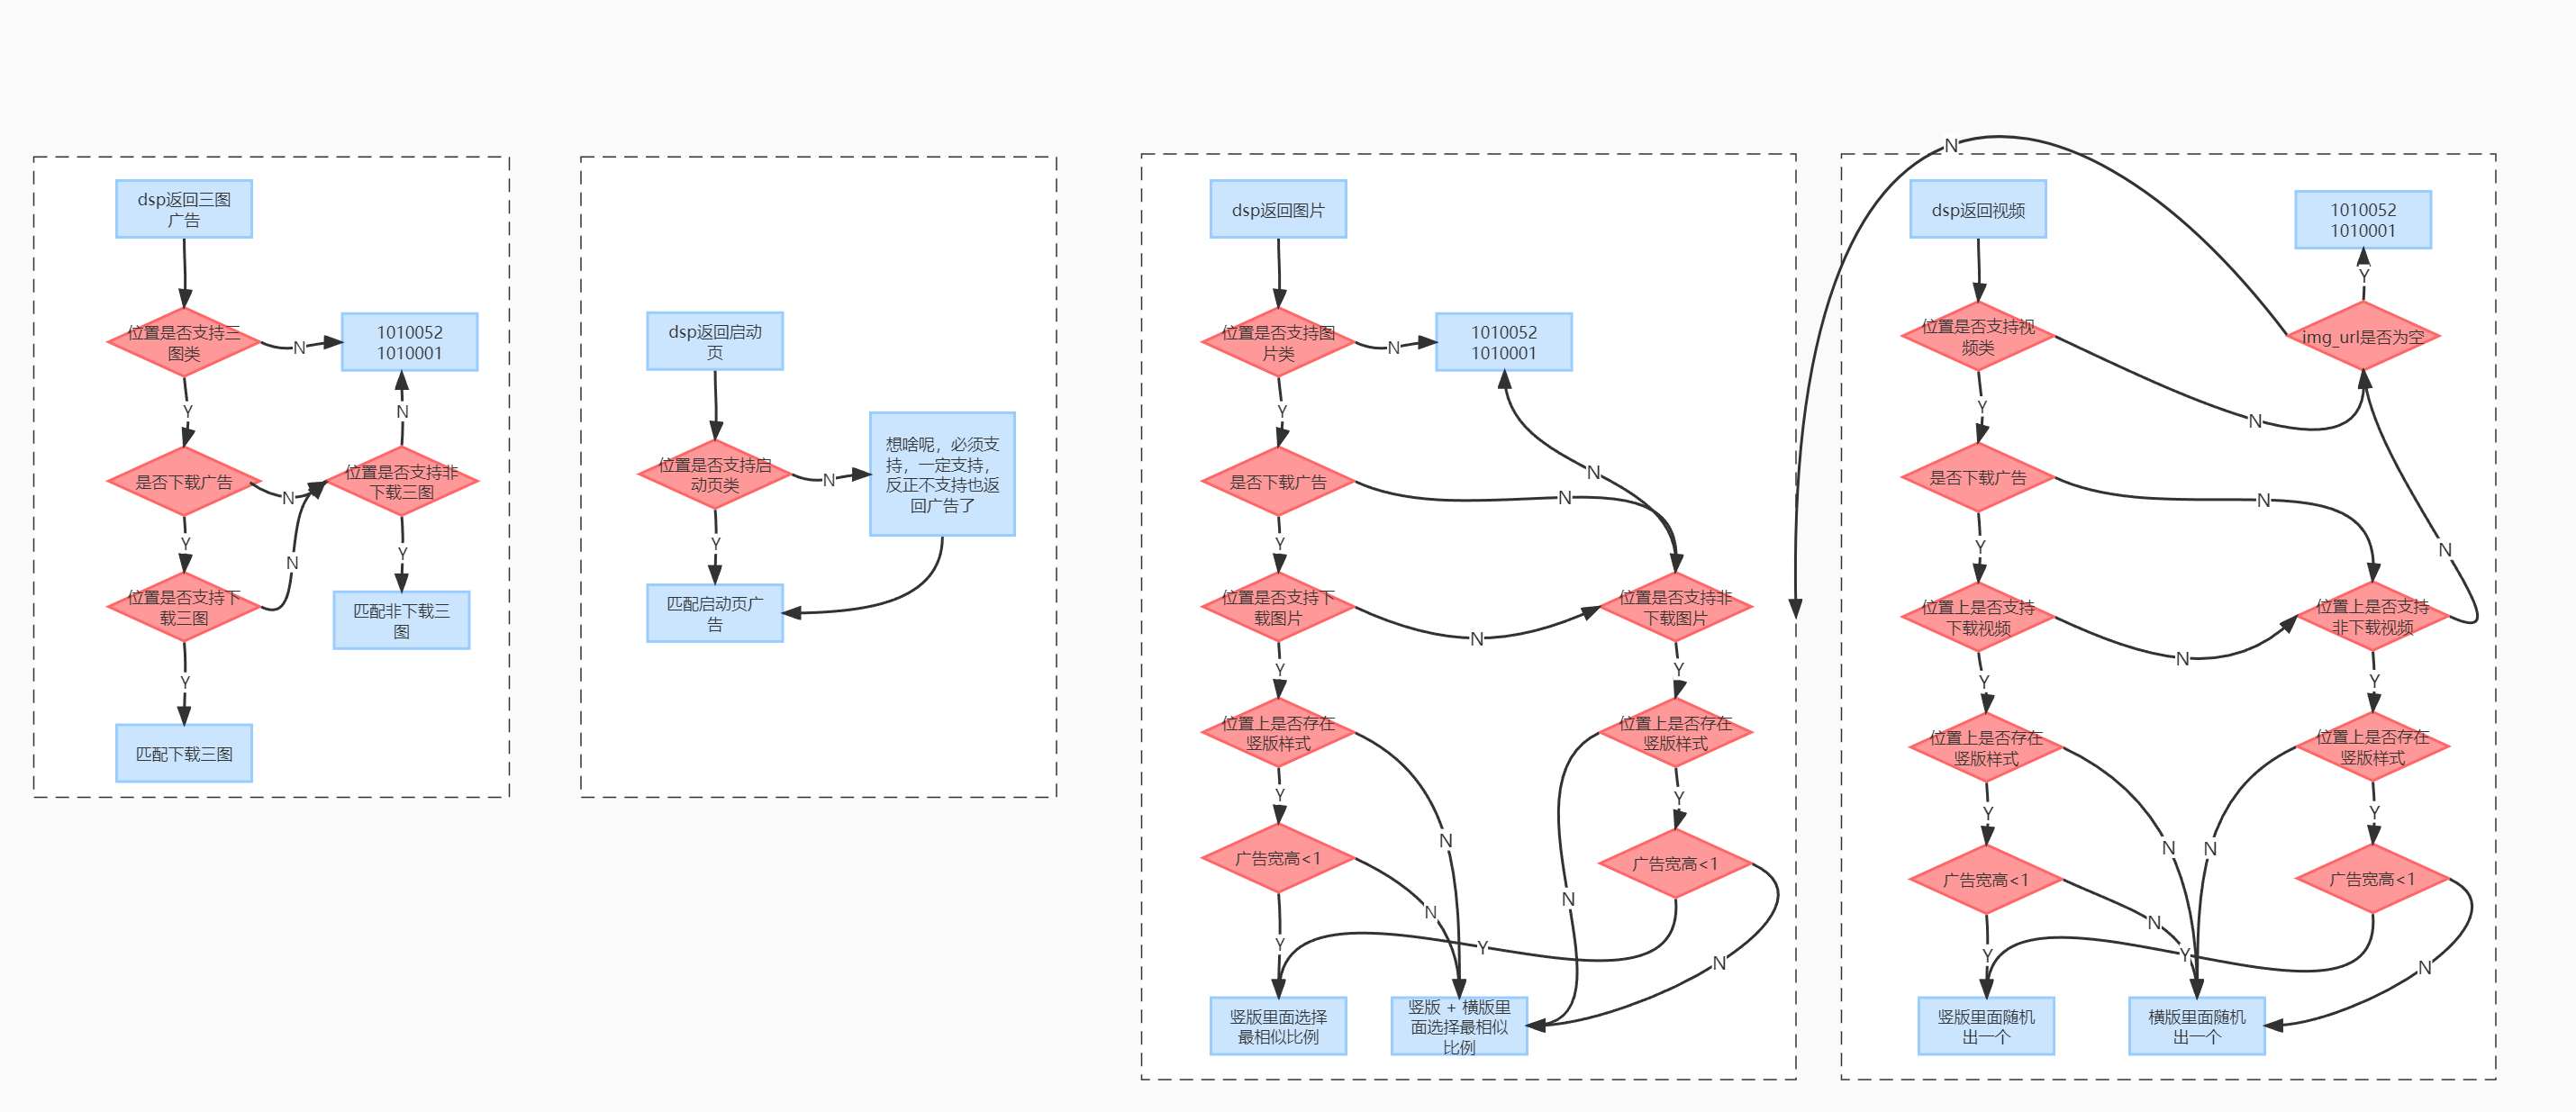 dsp返回三图
广告
位置是否支持三
图类
N
1010052
1010001
Y
N
是否下载广告
N
位置是否支持非
下载三图
Y
N
Y
位置是否支持下
载三图
匹配非下载三
图
Y
匹配下载三图
dsp返回启动
页
位置是否支持启
动页类
N
想啥呢，必须支
持，一定支持，
反正不支持也返
回广告了
Y
匹配启动页广
告
dsp返回图片
位置是否支持图
片类
N
1010052
1010001
Y
N
是否下载广告
N
Y
位置是否支持下
载图片
N
位置是否支持非
下载图片
Y
Y
位置上是否存在
竖版样式
位置上是否存在
竖版样式
Y
Y
N
广告宽高<1
广告宽高<1
N
N
Y
Y
N
竖版里面选择
最相似比例
竖版 + 横版里
面选择最相似
比例
N
dsp返回视频
1010052
1010001
Y
位置是否支持视
频类
img_url是否为空
Y
N
是否下载广告
N
Y
N
位置上是否支持
下载视频
位置上是否支持
非下载视频
N
Y
Y
位置上是否存在
竖版样式
位置上是否存在
竖版样式
Y
Y
N
N
广告宽高<1
广告宽高<1
N
Y
Y
N
竖版里面随机
出一个
横版里面随机
出一个